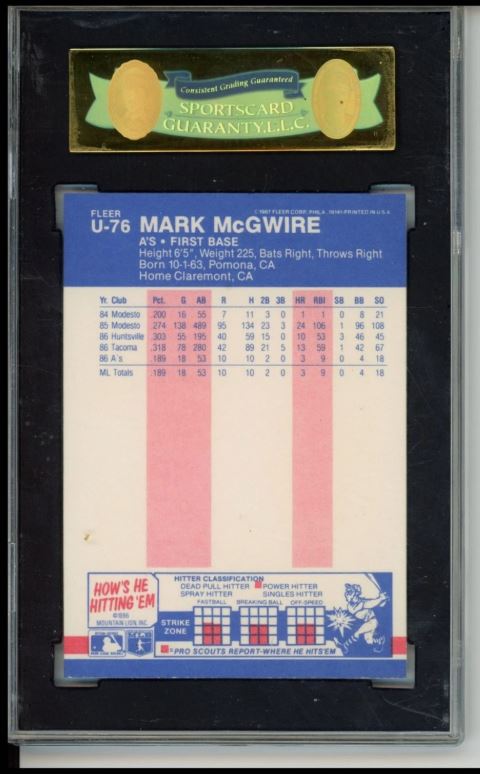 Consistent Grading Guaranteed
SPORTSCARD
GUARANTY, L.L.C.
© 1987 FLEER CORP. PHILA. 19141-PRINTED IN U.S.A.
FLEER
U-76 MARK McGWIRE
A'S • FIRST BASE
Height 6'5", Weight 225, Bats Right, Throws Right
Born 10-1-63, Pomona, CA
Home Claremont, CA
Yr. Club Pct. G AB R H 2B 3B HR RBI SB BB SO
84 Modesto .200 16 55 7 11 3 0 1 1 0 8 21
85 Modesto .274 138 489 95 134 23 3 24 106 1 96 108
86 Huntsville .303 55 195 40 59 15 0 10 53 3 46 45
86 Tacoma .318 78 280 42 89 21 5 13 59 1 42 67
86 A's .189 18 53 10 10 2 0 3 9 0 4 18
ML Totals .189 18 53 10 10 2 0 3 9 0 4 18
HOW'S HE
HITTING 'EM
©1986
MOUNTAIN LION, INC.
HITTER CLASSIFICATION
DEAD PULL HITTER POWER HITTER
SPRAY HITTER SINGLES HITTER
FASTBALL BREAKING BALL OFF-SPEED
STRIKE
ZONE
=PRO SCOUTS REPORT-WHERE HE HITS'EM